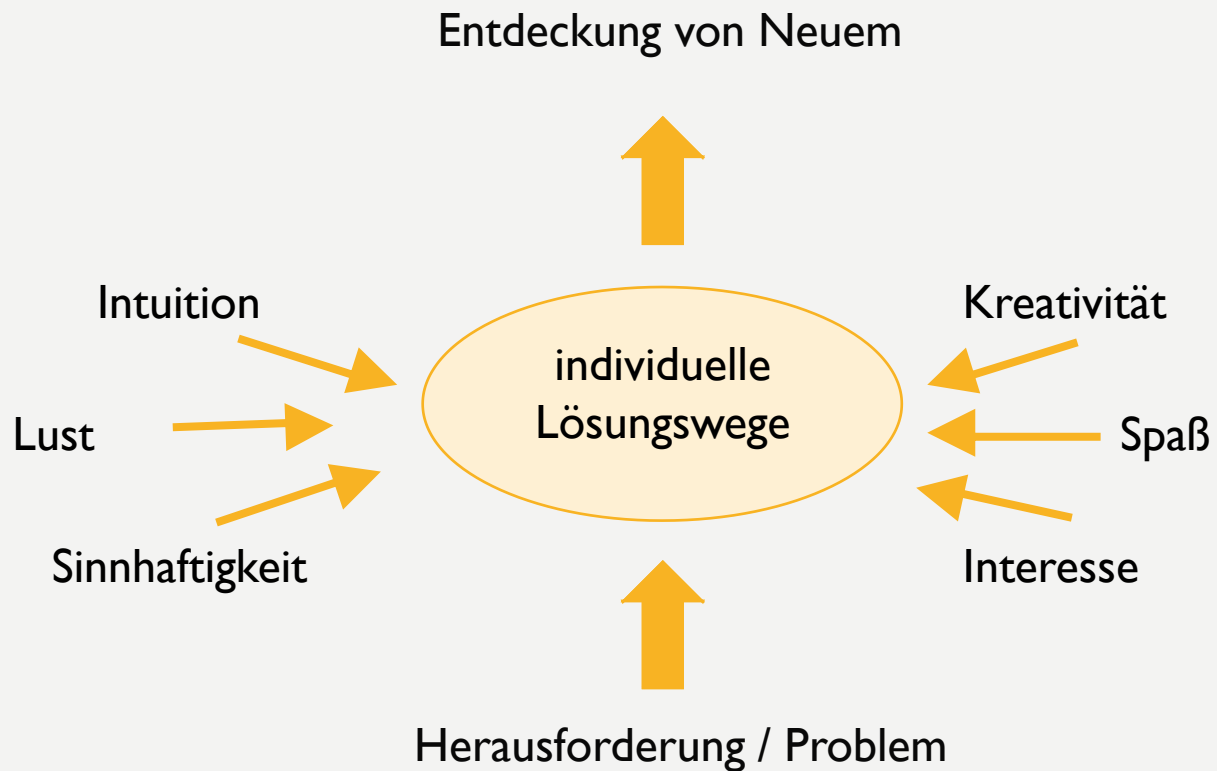 Entdeckung von Neuem
Intuition
Kreativität
individuelle
Lösungswege
Lust
Spaß
Sinnhaftigkeit
Interesse
Herausforderung / Problem